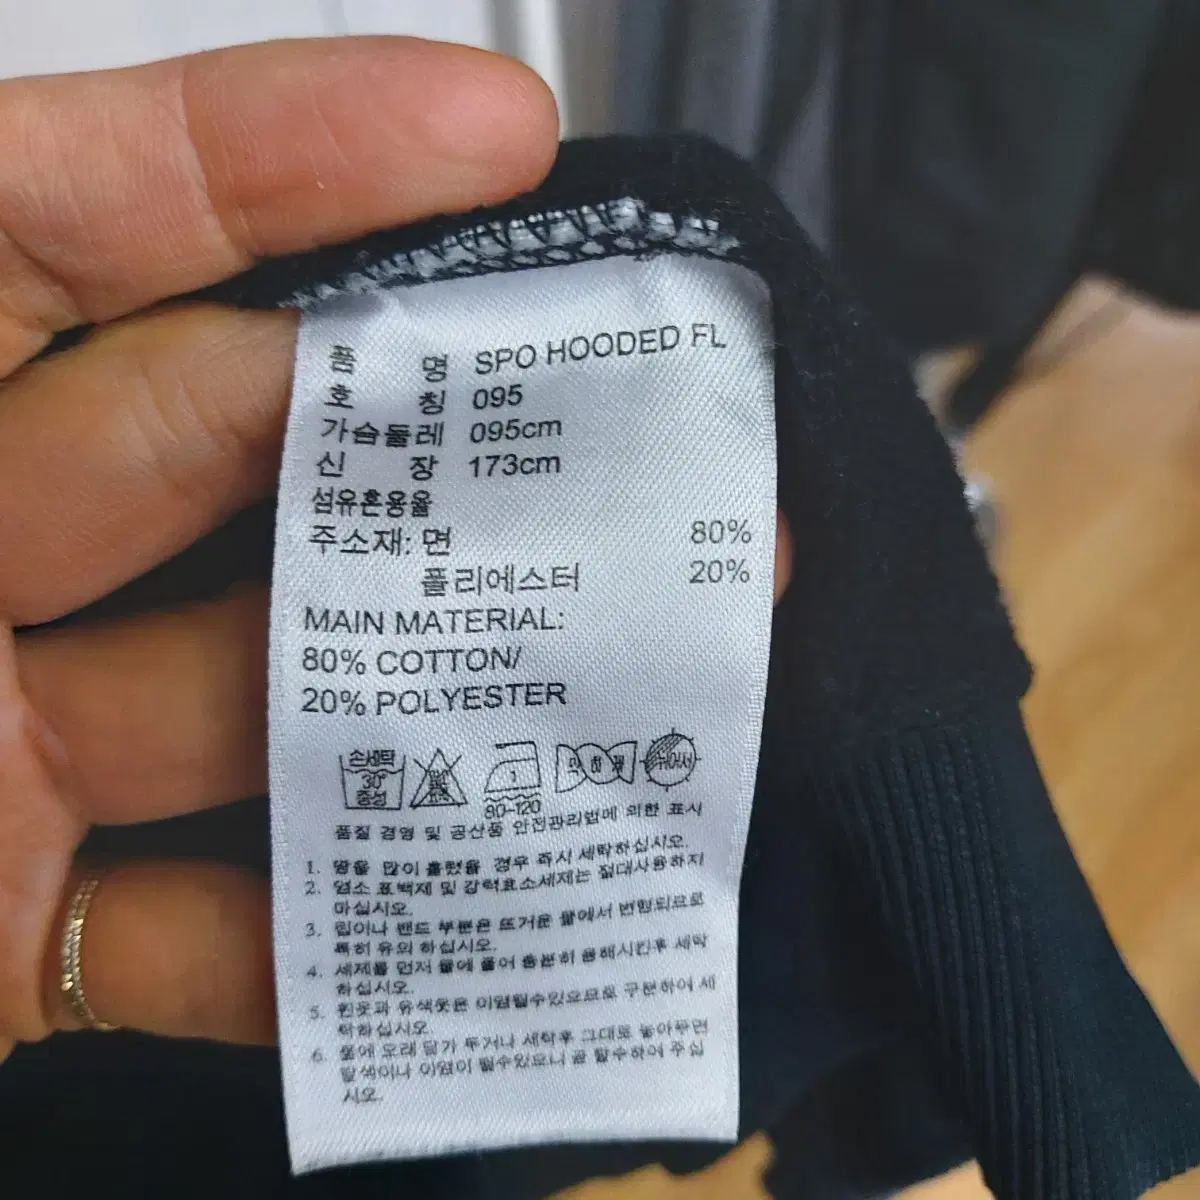 품 명 SPO HOODED FL
호 칭 095
가슴둘레 095cm
신 장 173cm
섬유혼용율
주소재: 면 80%
폴리에스터 20%
MAIN MATERIAL:
80% COTTON/
20% POLYESTER
손세탁
30°
중성
1
80-120
약하게
뉘어서
품질 경영 및 공산품 안전관리법에 의한 표시
1. 땀을 많이 흘렸을 경우 즉시 세탁하십시오.
2. 염소 표백제 및 강력효소세제는 절대사용하지
마십시오.
3. 립이나 밴드 부분은 뜨거운 물에서 변형되므로
특히 유의 하십시오.
4. 세제를 먼저 물에 풀어 충분히 용해시킨후 세탁
하십시오.
5. 흰옷과 유색옷은 이염될수있으므로 구분하여 세
탁하십시오.
6. 물에 오래 담가 두거나 세탁후 그대로 놓아두면
탈색이나 이염이 될수있으니 곧 탈수하여 주십
시오.